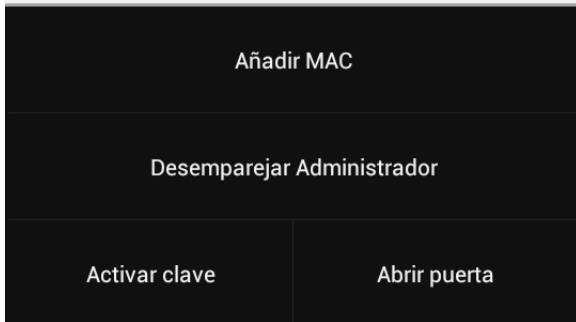 Añadir MAC
Desemparejar Administrador
Activar clave
Abrir puerta